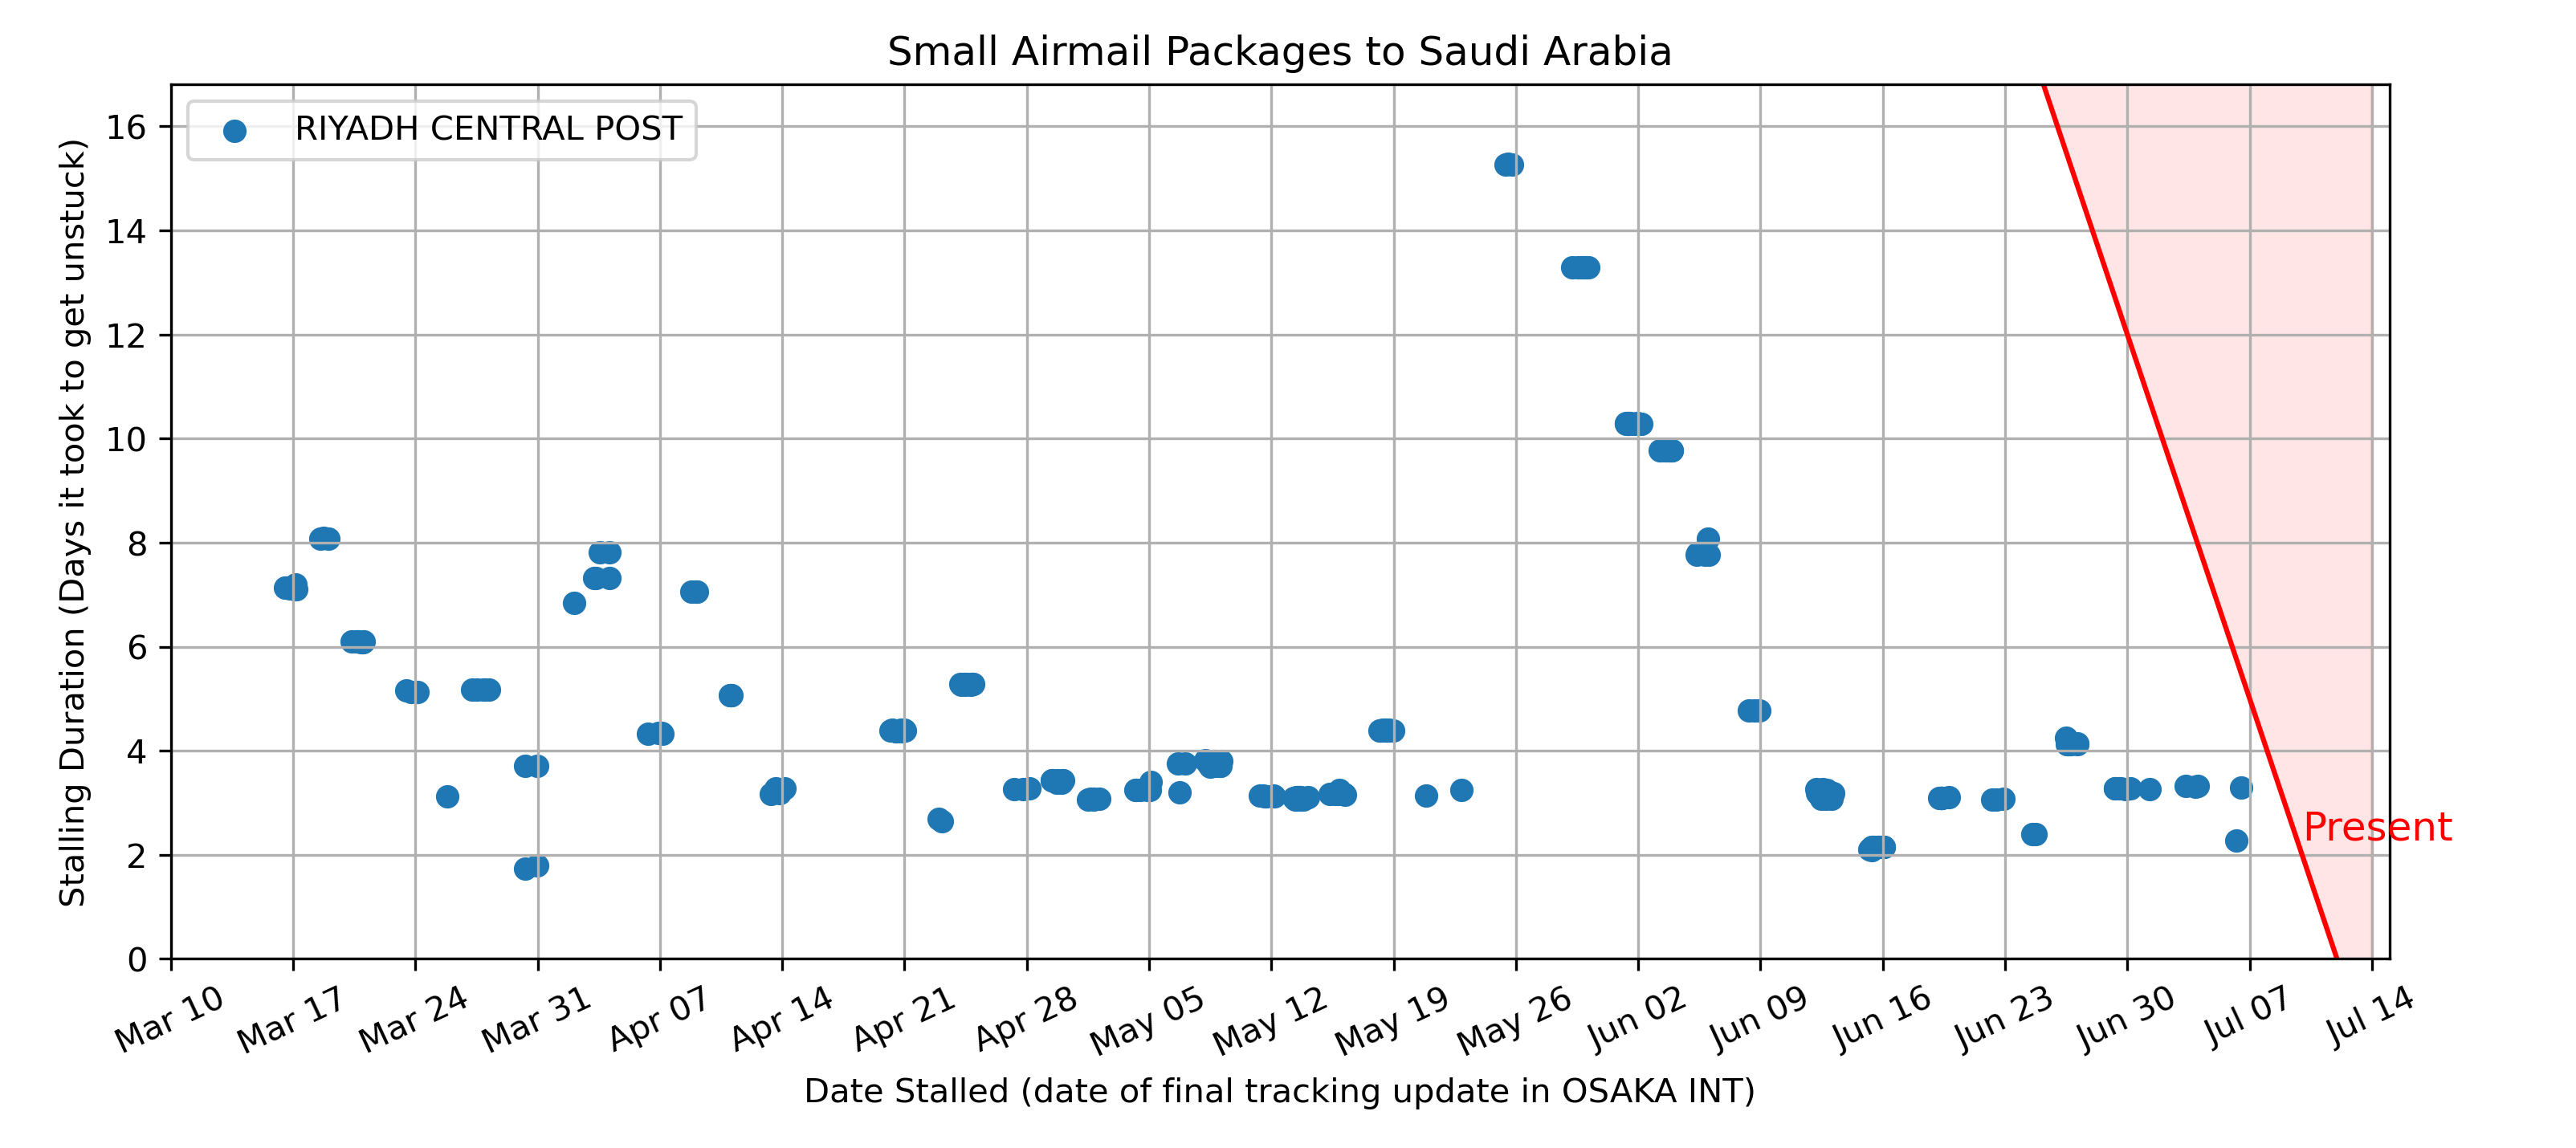 Small Airmail Packages to Saudi Arabia
RIYADH CENTRAL POST
Stalling Duration (Days it took to get unstuck)
16
14
12
10
8
6
4
2
0
Present
Mar 10
Mar 17
Mar 24
Mar 31
Apr 07
Apr 14
Apr 21
Apr 28
May 05
May 12
May 19
May 26
Jun 02
Jun 09
Jun 16
Jun 23
Jun 30
Jul 07
Jul 14
Date Stalled (date of final tracking update in OSAKA INT)